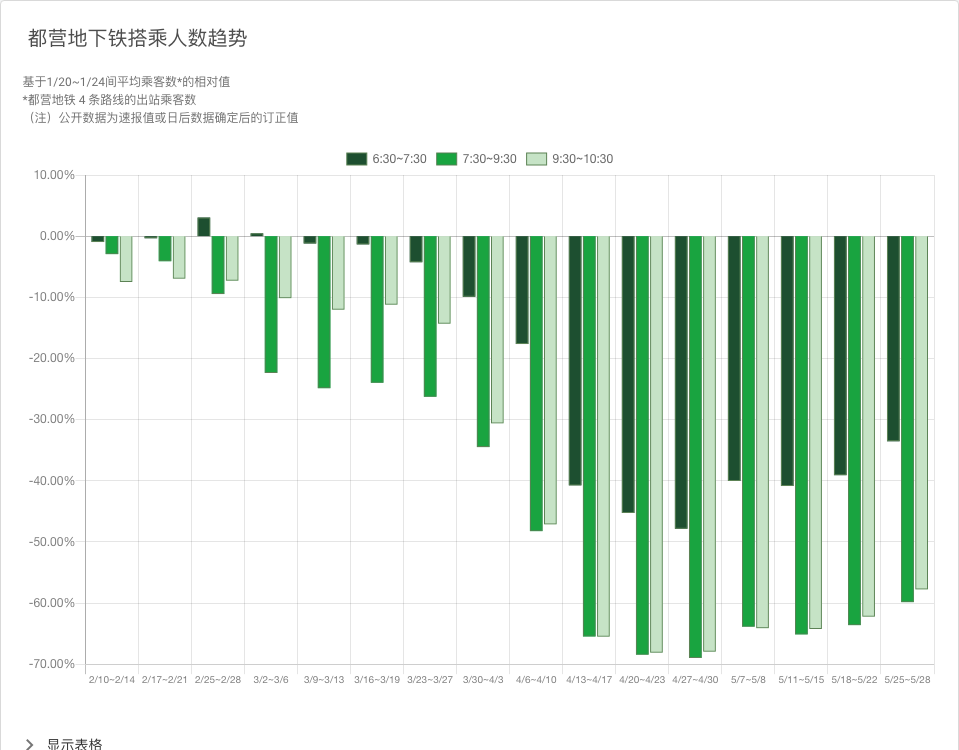 都营地下铁搭乘人数趋势
基于1/20~1/24间平均乘客数*的相对值
*都营地铁 4 条路线的出站乘客数
（注）公开数据为速报值或日后数据确定后的订正值
6:30~7:30 7:30~9:30 9:30~10:30
10.00%
0.00%
-10.00%
-20.00%
-30.00%
-40.00%
-50.00%
-60.00%
-70.00%
2/10~2/14 2/17~2/21 2/25~2/28 3/2~3/6 3/9~3/13 3/16~3/19 3/23~3/27 3/30~4/3 4/6~4/10 4/13~4/17 4/20~4/23 4/27~4/30 5/7~5/8 5/11~5/15 5/18~5/22 5/25~5/28
显示表格